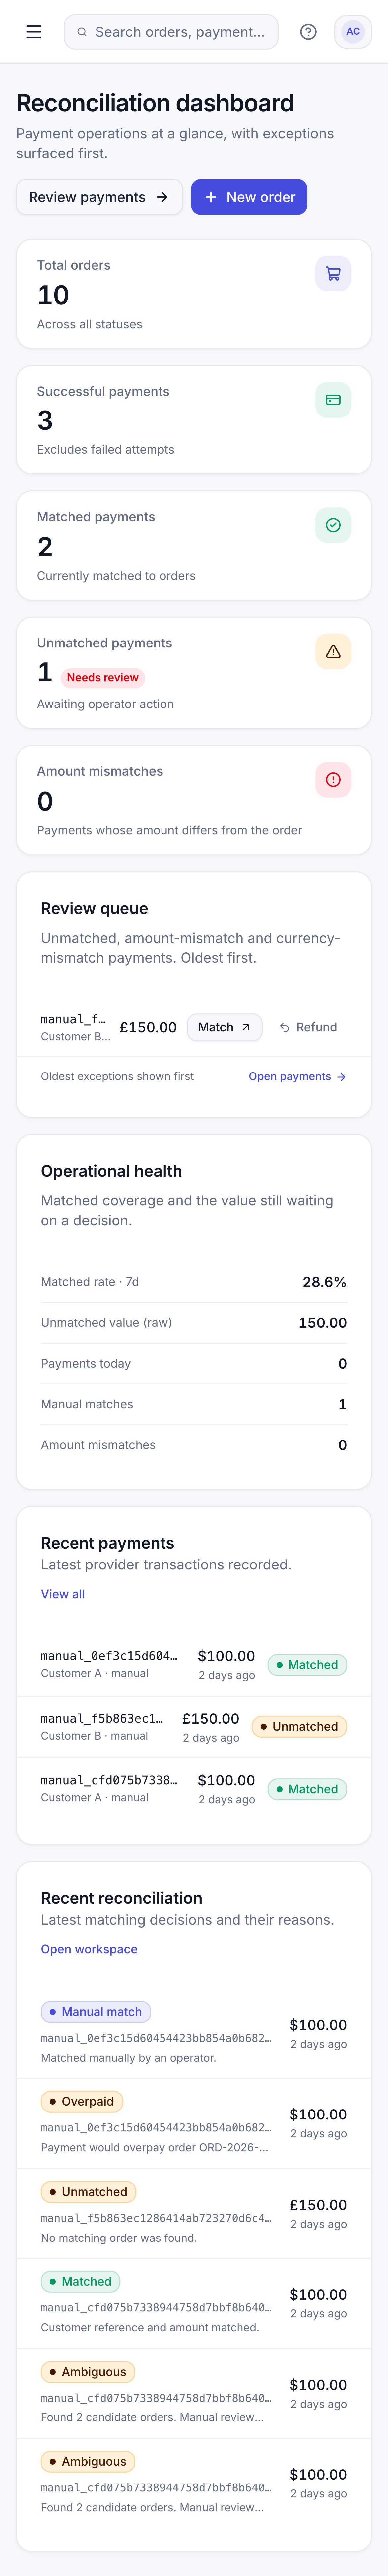 Search orders, payment...
AC
Reconciliation dashboard
Payment operations at a glance, with exceptions
surfaced first.
Review payments
New order
Total orders
10
Across all statuses
Successful payments
3
Excludes failed attempts
Matched payments
2
Currently matched to orders
Unmatched payments
1 Needs review
Awaiting operator action
Amount mismatches
0
Payments whose amount differs from the order
Review queue
Unmatched, amount-mismatch and currency-
mismatch payments. Oldest first.
manual_f… £150.00 Match Refund
Customer B…
Oldest exceptions shown first Open payments
Operational health
Matched coverage and the value still waiting
on a decision.
Matched rate · 7d 28.6%
Unmatched value (raw) 150.00
Payments today 0
Manual matches 1
Amount mismatches 0
Recent payments
Latest provider transactions recorded.
View all
manual_0ef3c15d604… $100.00 Matched
Customer A · manual 2 days ago
manual_f5b863ec1… £150.00 Unmatched
Customer B · manual 2 days ago
manual_cfd075b7338… $100.00 Matched
Customer A · manual 2 days ago
Recent reconciliation
Latest matching decisions and their reasons.
Open workspace
Manual match
manual_0ef3c15d60454423bb854a0b682… $100.00
Matched manually by an operator. 2 days ago
Overpaid
manual_0ef3c15d60454423bb854a0b682… $100.00
Payment would overpay order ORD-2026-… 2 days ago
Unmatched
manual_f5b863ec1286414ab723270d6c4… £150.00
No matching order was found. 2 days ago
Matched
manual_cfd075b7338944758d7bbf8b640… $100.00
Customer reference and amount matched. 2 days ago
Ambiguous
manual_cfd075b7338944758d7bbf8b640… $100.00
Found 2 candidate orders. Manual review… 2 days ago
Ambiguous
manual_cfd075b7338944758d7bbf8b640… $100.00
Found 2 candidate orders. Manual review… 2 days ago